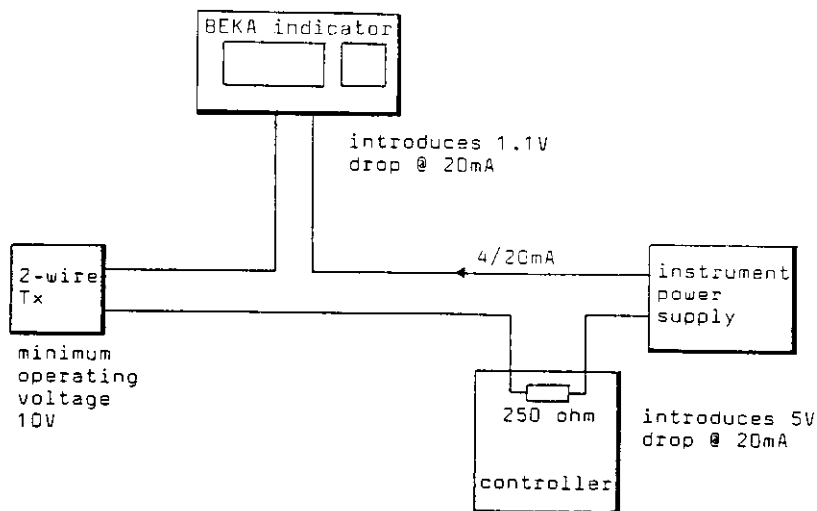 BEKA indicator
introduces 1.1V
drop @ 20mA
4/20mA
2-wire
Tx
instrument
power
supply
minimum
operating
voltage
10V
250 ohm
introduces 5V
drop @ 20mA
controller